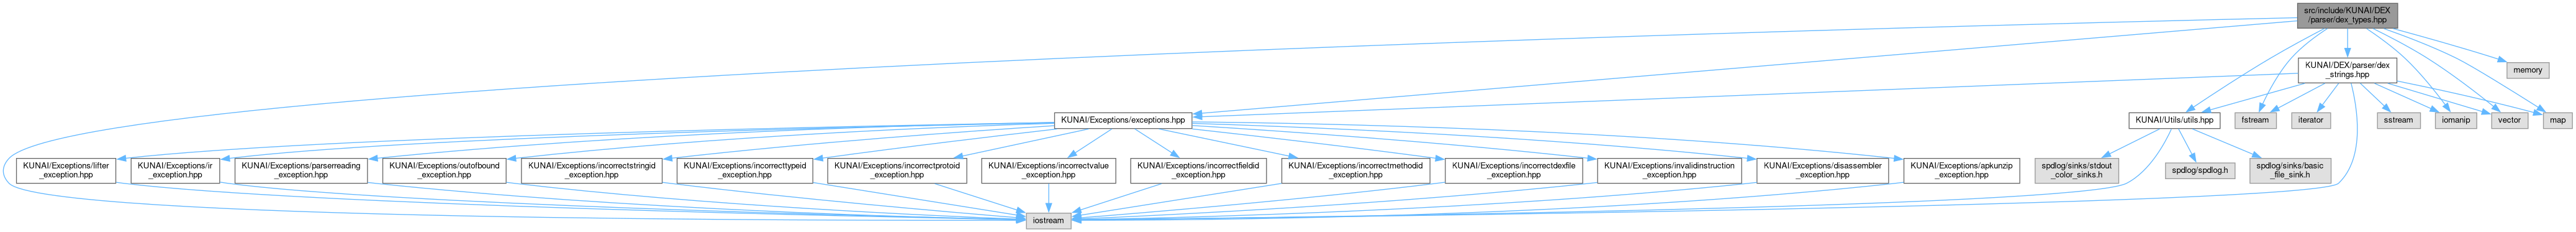 src/include/KUNAI/DEX
/parser/dex_types.hpp
KUNAI/DEX/parser/dex
_strings.hpp
memory
KUNAI/Exceptions/exceptions.hpp
KUNAI/Utils/utils.hpp
fstream
iterator
sstream
iomanip
vector
map
KUNAI/Exceptions/lifter
_exception.hpp
KUNAI/Exceptions/ir
_exception.hpp
KUNAI/Exceptions/parserreading
_exception.hpp
KUNAI/Exceptions/outofbound
_exception.hpp
KUNAI/Exceptions/incorrectstringid
_exception.hpp
KUNAI/Exceptions/incorrecttypeid
_exception.hpp
KUNAI/Exceptions/incorrectprotoid
_exception.hpp
KUNAI/Exceptions/incorrectvalue
_exception.hpp
KUNAI/Exceptions/incorrectfieldid
_exception.hpp
KUNAI/Exceptions/incorrectmethodid
_exception.hpp
KUNAI/Exceptions/incorrectdexfile
_exception.hpp
KUNAI/Exceptions/invalidinstruction
_exception.hpp
KUNAI/Exceptions/disassembler
_exception.hpp
KUNAI/Exceptions/apkunzip
_exception.hpp
spdlog/sinks/stdout
_color_sinks.h
spdlog/spdlog.h
spdlog/sinks/basic
_file_sink.h
iostream